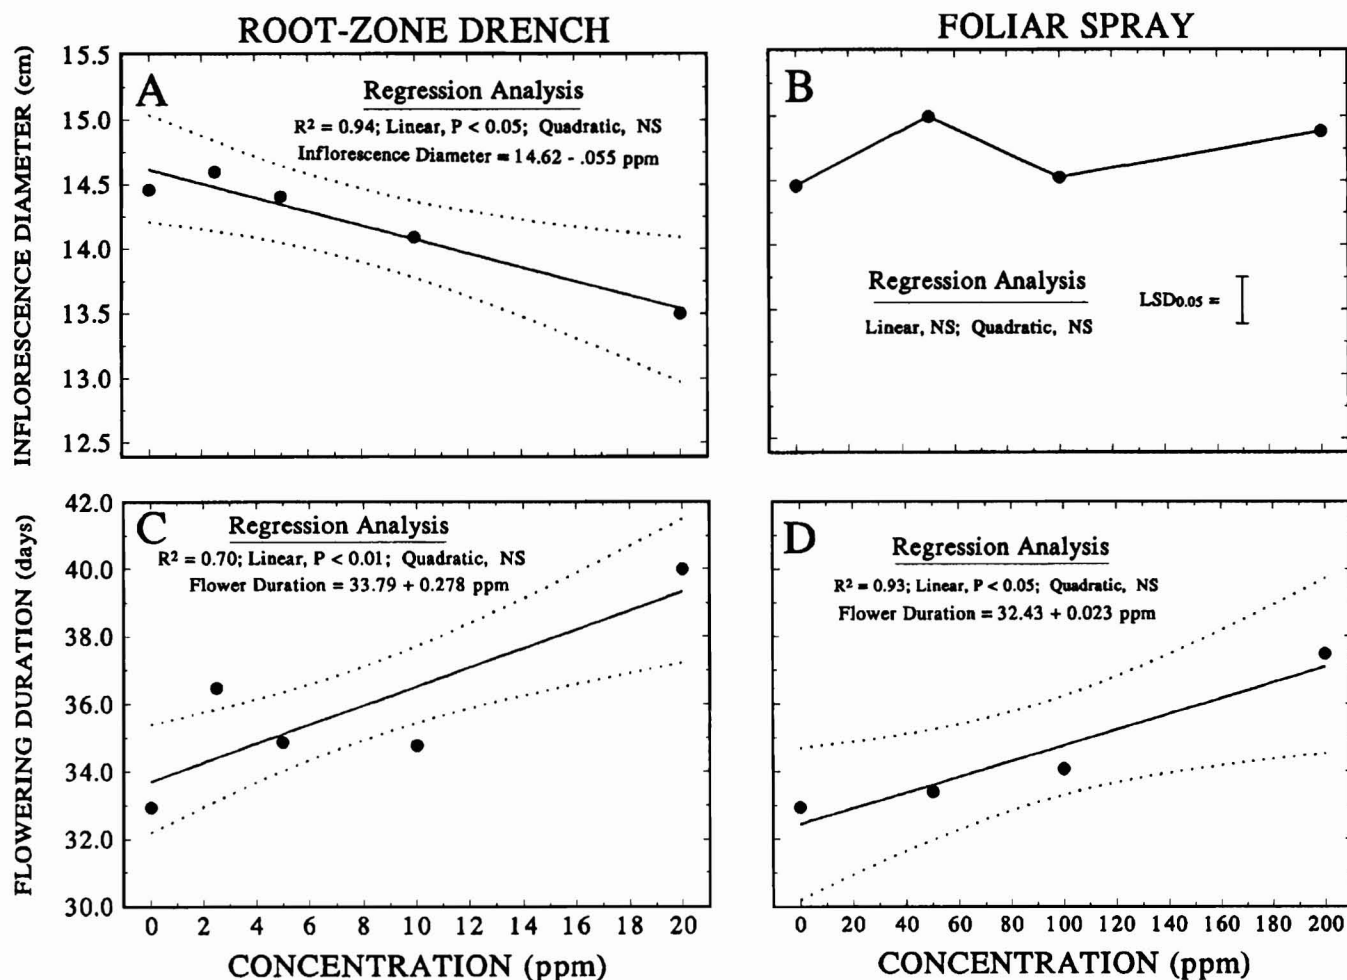 ROOT-ZONE DRENCH
FOLIAR SPRAY
INFLORESCENCE DIAMETER (cm)
15.5
15.0
14.5
14.0
13.5
13.0
12.5
A
Regression Analysis
R² = 0.94; Linear, P < 0.05; Quadratic, NS
Inflorescence Diameter = 14.62 - .055 ppm
B
Regression Analysis
Linear, NS; Quadratic, NS
LSD0.05 =
FLOWERING DURATION (days)
42.0
40.0
38.0
36.0
34.0
32.0
30.0
C
Regression Analysis
R² = 0.70; Linear, P < 0.01; Quadratic, NS
Flower Duration = 33.79 + 0.278 ppm
0 2 4 6 8 10 12 14 16 18 20
CONCENTRATION (ppm)
D
Regression Analysis
R² = 0.93; Linear, P < 0.05; Quadratic, NS
Flower Duration = 32.43 + 0.023 ppm
0 20 40 60 80 100 120 140 160 180 200
CONCENTRATION (ppm)